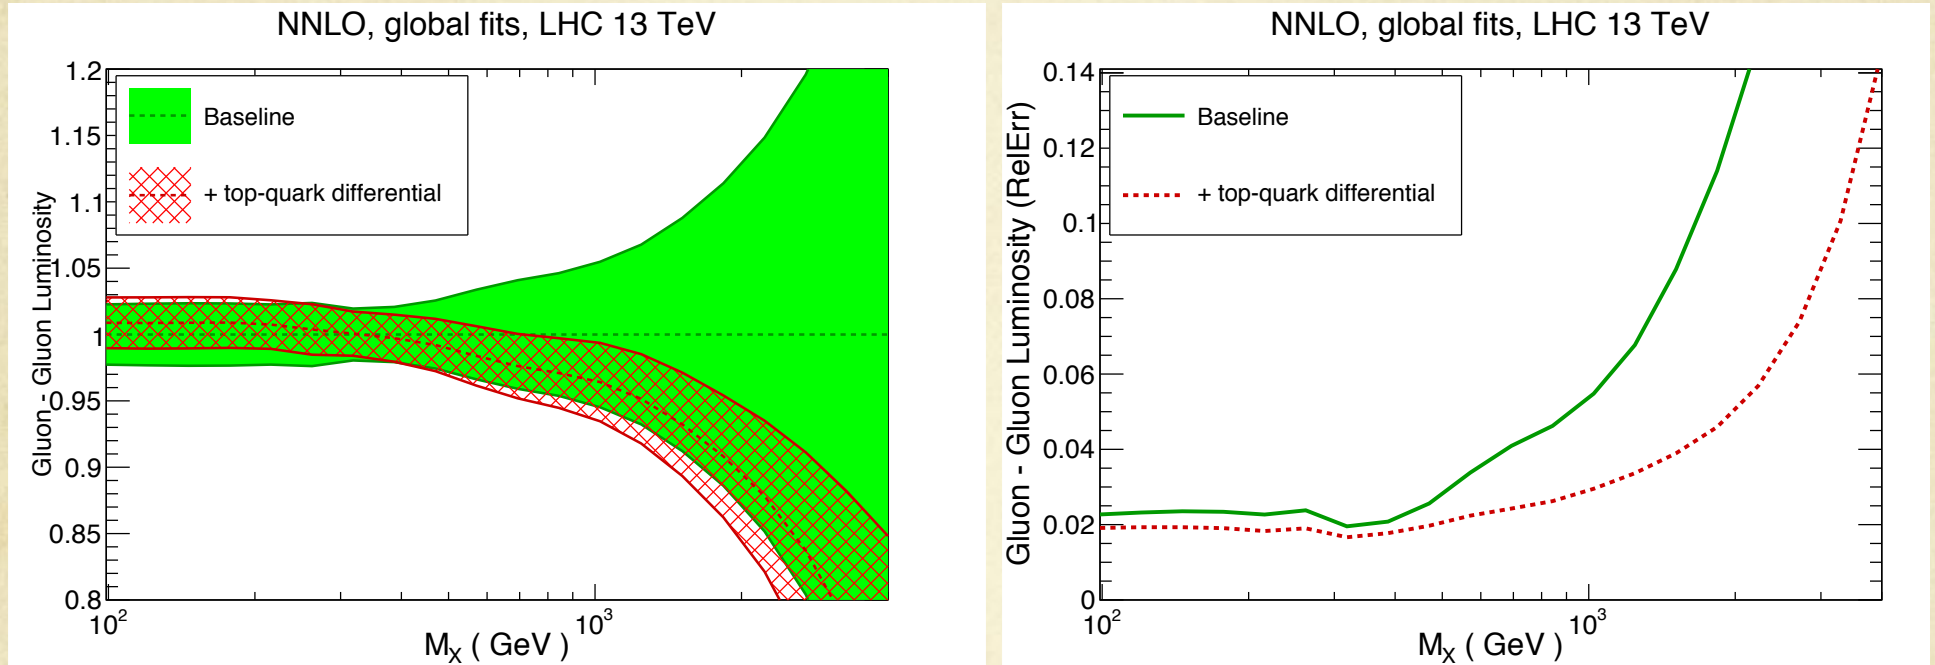 NNLO, global fits, LHC 13 TeV
Gluon - Gluon Luminosity
1.2
1.15
1.1
1.05
1
0.95
0.9
0.85
0.8
Baseline
+ top-quark differential
10² 10³
M_X ( GeV )
NNLO, global fits, LHC 13 TeV
Gluon - Gluon Luminosity (RelErr)
0.14
0.12
0.1
0.08
0.06
0.04
0.02
0
Baseline
+ top-quark differential
10² 10³
M_X ( GeV )